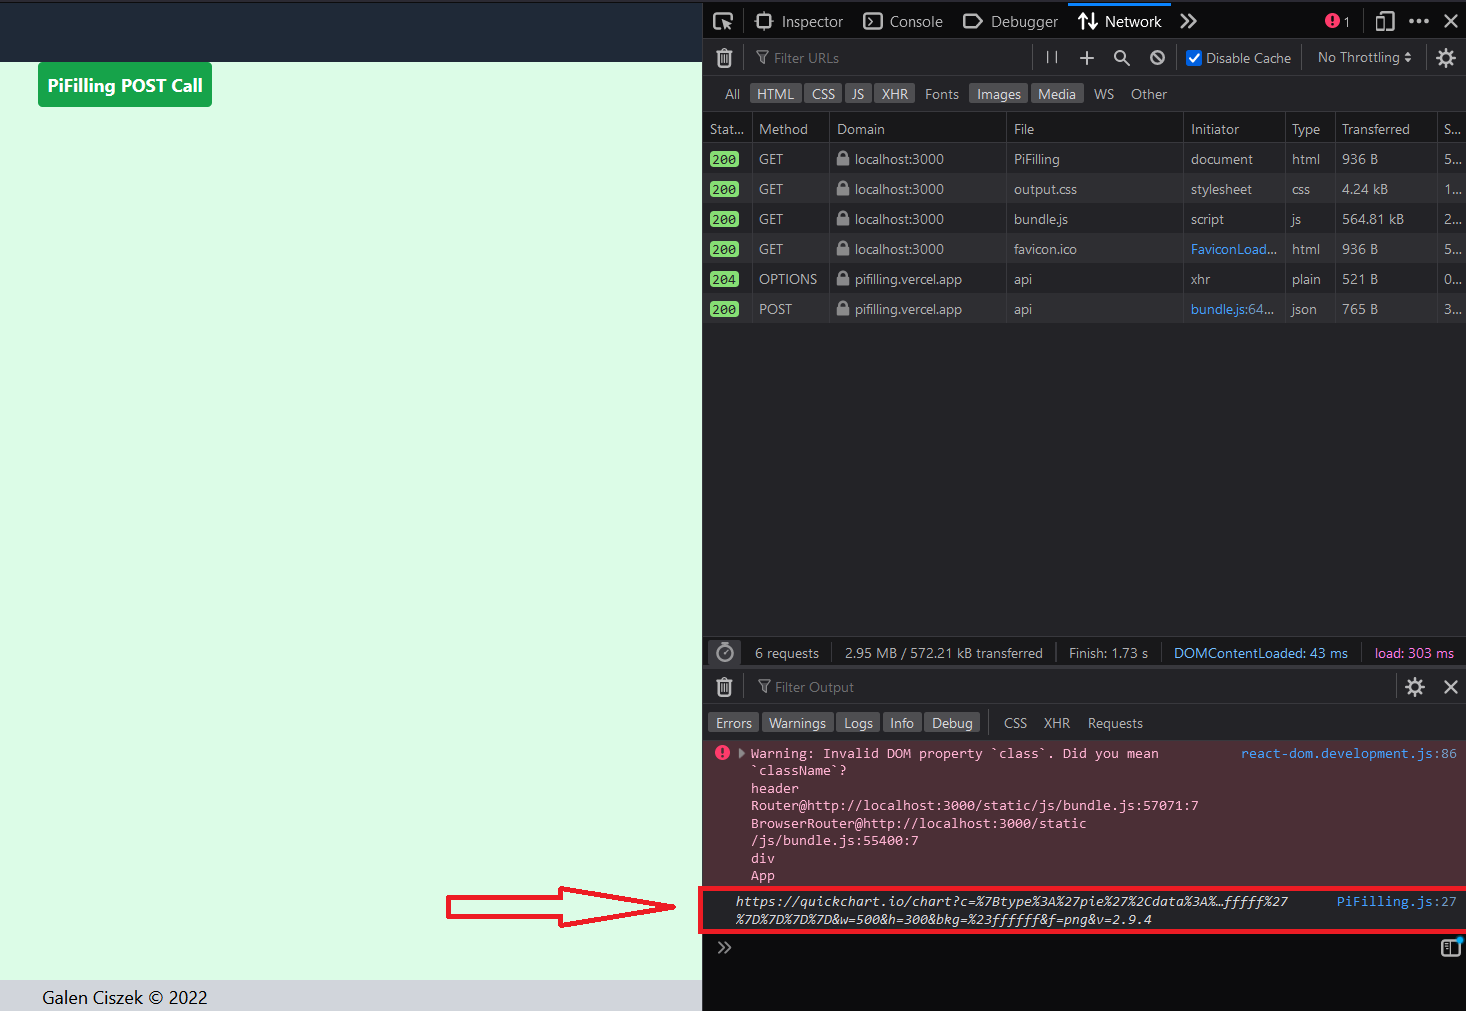 Inspector Console Debugger Network 1
Filter URLs Disable Cache No Throttling
PiFilling POST Call
All HTML CSS JS XHR Fonts Images Media WS Other
Stat... Method Domain File Initiator Type Transferred S...
200 GET localhost:3000 PiFilling document html 936 B 5...
200 GET localhost:3000 output.css stylesheet css 4.24 kB 1...
200 GET localhost:3000 bundle.js script js 564.81 kB 2...
200 GET localhost:3000 favicon.ico FaviconLoad... html 936 B 5...
204 OPTIONS pifilling.vercel.app api xhr plain 521 B 0...
200 POST pifilling.vercel.app api bundle.js:64... json 765 B 3...
6 requests 2.95 MB / 572.21 kB transferred Finish: 1.73 s DOMContentLoaded: 43 ms load: 303 ms
Filter Output
Errors Warnings Logs Info Debug CSS XHR Requests
Warning: Invalid DOM property `class`. Did you mean react-dom.development.js:86
`className`?
header
Router@http://localhost:3000/static/js/bundle.js:57071:7
BrowserRouter@http://localhost:3000/static
/js/bundle.js:55400:7
div
App
https://quickchart.io/chart?c=%7Btype%3A%27pie%27%2Cdata%3A%…fffff%27 PiFilling.js:27
%7D%7D%7D%7D&w=500&h=300&bkg=%23ffffff&f=png&v=2.9.4
Galen Ciszek © 2022